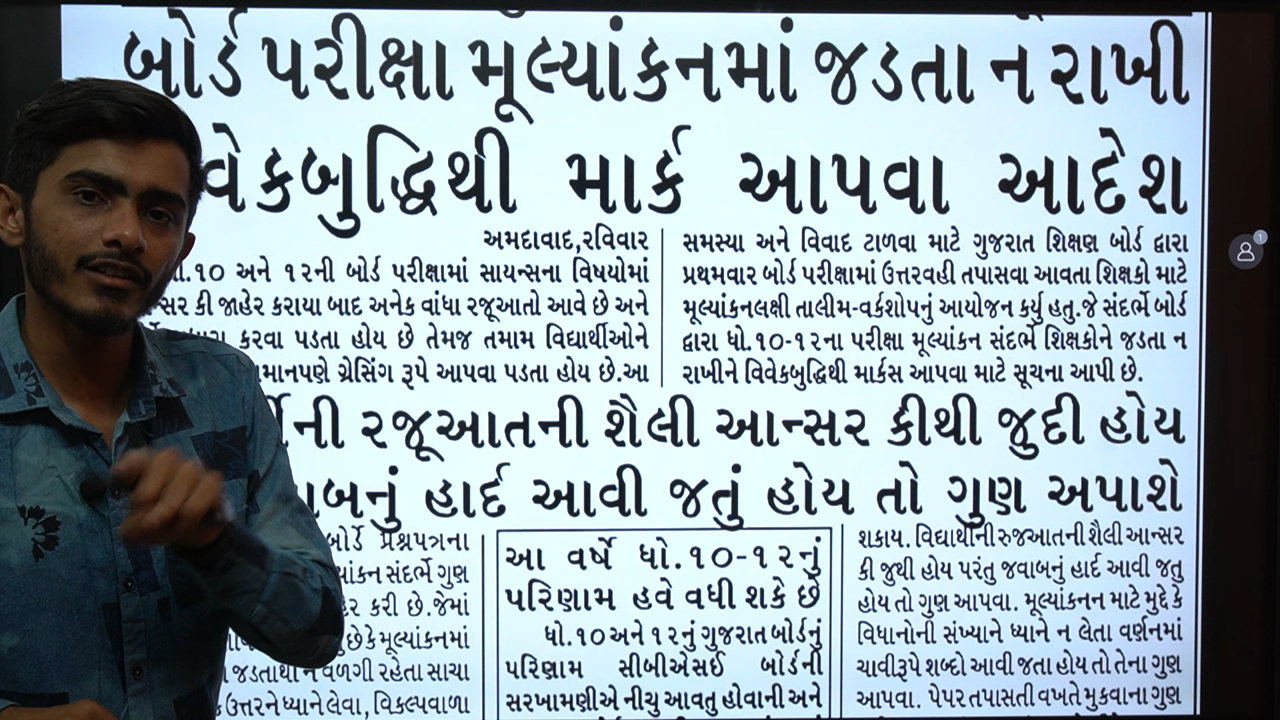 બોર્ડ પરીક્ષા મૂલ્યાંકનમાં જડતા ન રાખી
વેકબુદ્ધિથી માર્ક આપવા આદેશ
અમદાવાદ,રવિવાર
.૧૦ અને ૧૨ની બોર્ડ પરીક્ષામાં સાયન્સના વિષયોમાં
ન્સર કી જાહેર કરાયા બાદ અનેક વાંધા રજૂઆતો આવે છે અને
કરવા પડતા હોય છે તેમજ તમામ વિદ્યાર્થીઓને
માનપણે ગ્રેસિંગ રૂપે આપવા પડતા હોય છે.આ
સમસ્યા અને વિવાદ ટાળવા માટે ગુજરાત શિક્ષણ બોર્ડ દ્વારા
પ્રથમવાર બોર્ડ પરીક્ષામાં ઉત્તરવહી તપાસવા આવતા શિક્ષકો માટે
મૂલ્યાંકનલક્ષી તાલીમ-વર્કશોપનું આયોજન કર્યુ હતુ.જે સંદર્ભે બોર્ડ
દ્વારા ધો.૧૦-૧૨ના પરીક્ષા મૂલ્યાંકન સંદર્ભે શિક્ષકોને જડતા ન
રાખીને વિવેકબુદ્ધિથી માર્કસ આપવા માટે સૂચના આપી છે.
ની રજૂઆતની શૈલી આન્સર કીથી જુદી હોય
બનું હાર્દ આવી જતું હોય તો ગુણ અપાશે
બોર્ડે પ્રશ્નપત્રના
યાંકન સંદર્ભે ગુણ
ર કરી છે.જેમાં
છે કે મૂલ્યાંકનમાં
જડતાથી ન વળગી રહેતા સાચા
ઉત્તરને ધ્યાને લેવા, વિકલ્પવાળા
આ વર્ષે ધો.૧૦-૧૨નું
પરિણામ હવે વધી શકે છે
ધો.૧૦ અને ૧૨નું ગુજરાત બોર્ડનું
પરિણામ સીબીએસઈ બોર્ડની
સરખામણીએ નીચુ આવતુ હોવાની અને
શકાય. વિદ્યાર્થીની રુજઆતની શૈલી આન્સર
કી જુથી હોય પરંતુ જવાબનું હાર્દ આવી જતુ
હોય તો ગુણ આપવા. મૂલ્યાંકનન માટે મુદ્દે કે
વિધાનોની સંખ્યાને ધ્યાને ન લેતા વર્ણનમાં
ચાવીરૂપે શબ્દો આવી જતા હોય તો તેના ગુણ
આપવા. પેપર તપાસતી વખતે મુકવાના ગુણ
1